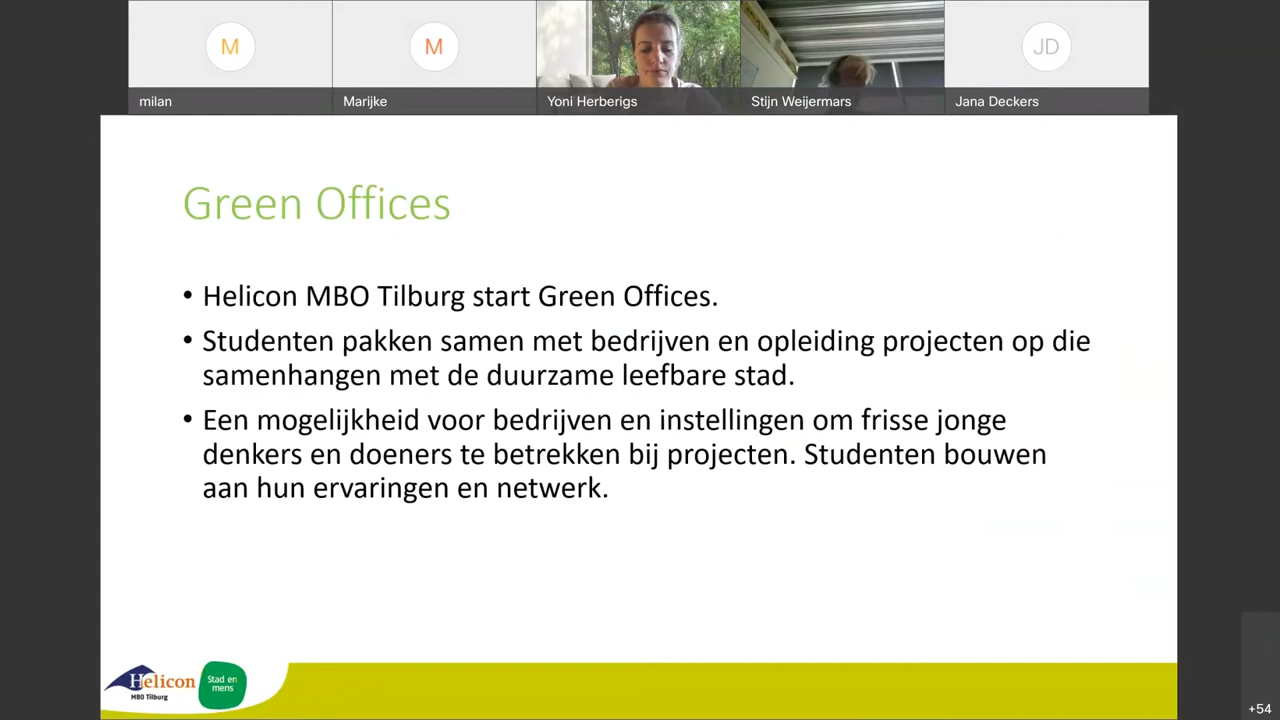 M
M
JD
milan
Marijke
Yoni Herberigs
Stijn Weijermars
Jana Deckers
Green Offices
• Helicon MBO Tilburg start Green Offices.
• Studenten pakken samen met bedrijven en opleiding projecten op die
samenhangen met de duurzame leefbare stad.
• Een mogelijkheid voor bedrijven en instellingen om frisse jonge
denkers en doeners te betrekken bij projecten. Studenten bouwen
aan hun ervaringen en netwerk.
Helicon
MBO Tilburg
Stad en
mens
+54